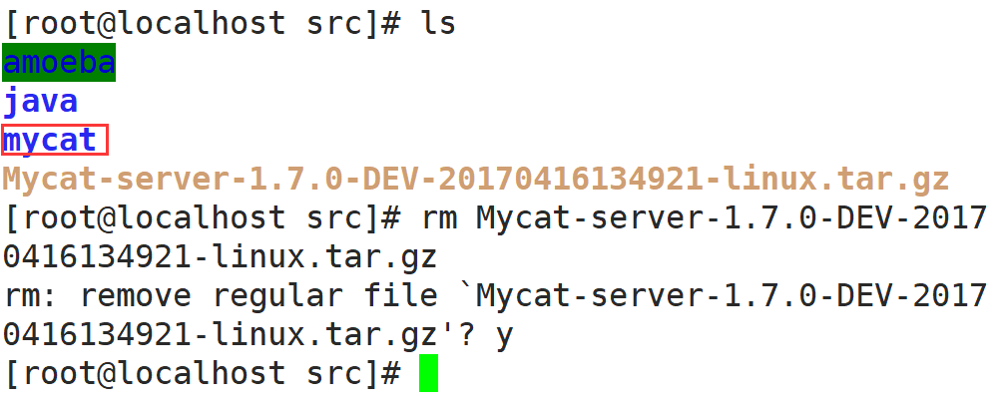 [root@localhost src]# ls
amoeba
java
mycat
Mycat-server-1.7.0-DEV-20170416134921-linux.tar.gz
[root@localhost src]# rm Mycat-server-1.7.0-DEV-2017
0416134921-linux.tar.gz
rm: remove regular file `Mycat-server-1.7.0-DEV-2017
0416134921-linux.tar.gz'? y
[root@localhost src]#